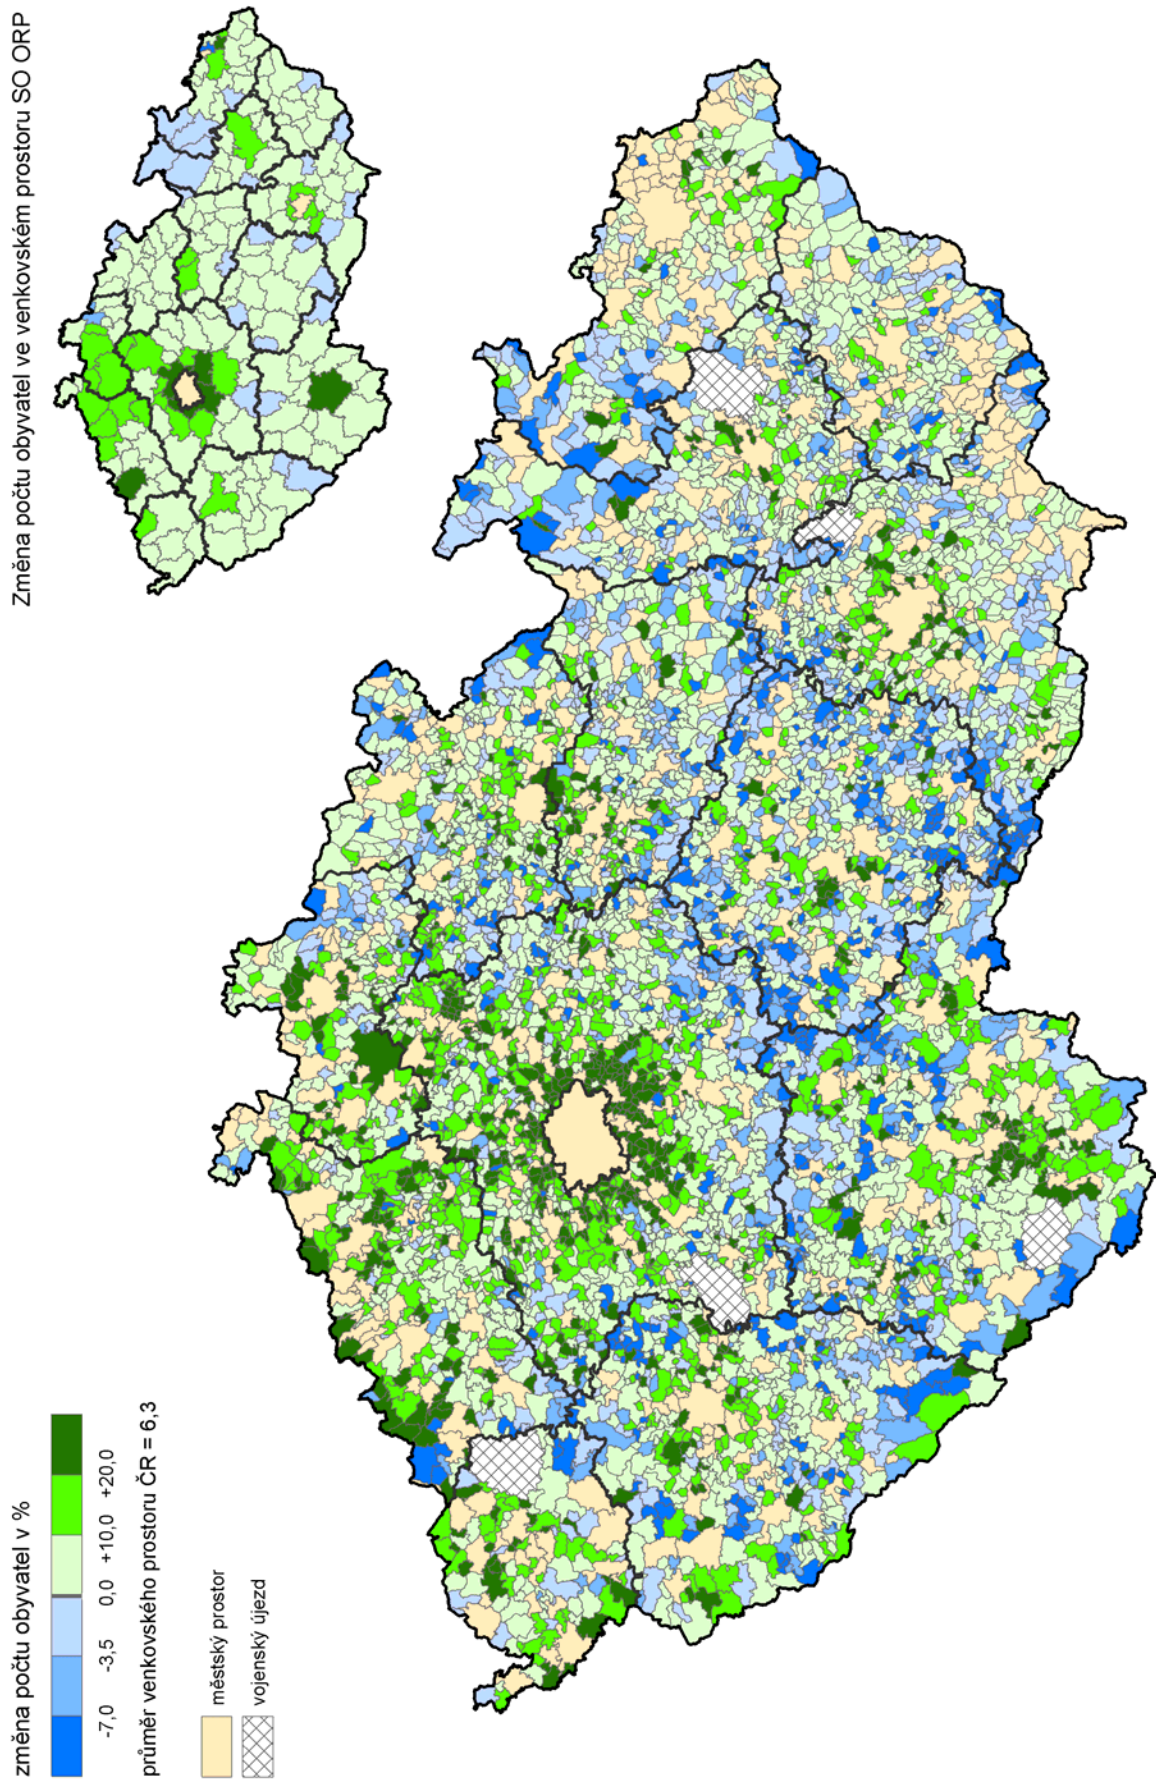 Změna počtu obyvatel ve venkovském prostoru SO ORP
změna počtu obyvatel v %
-7,0 -3,5 0,0 +10,0 +20,0
průměr venkovského prostoru ČR = 6,3
městský prostor
vojenský újezd